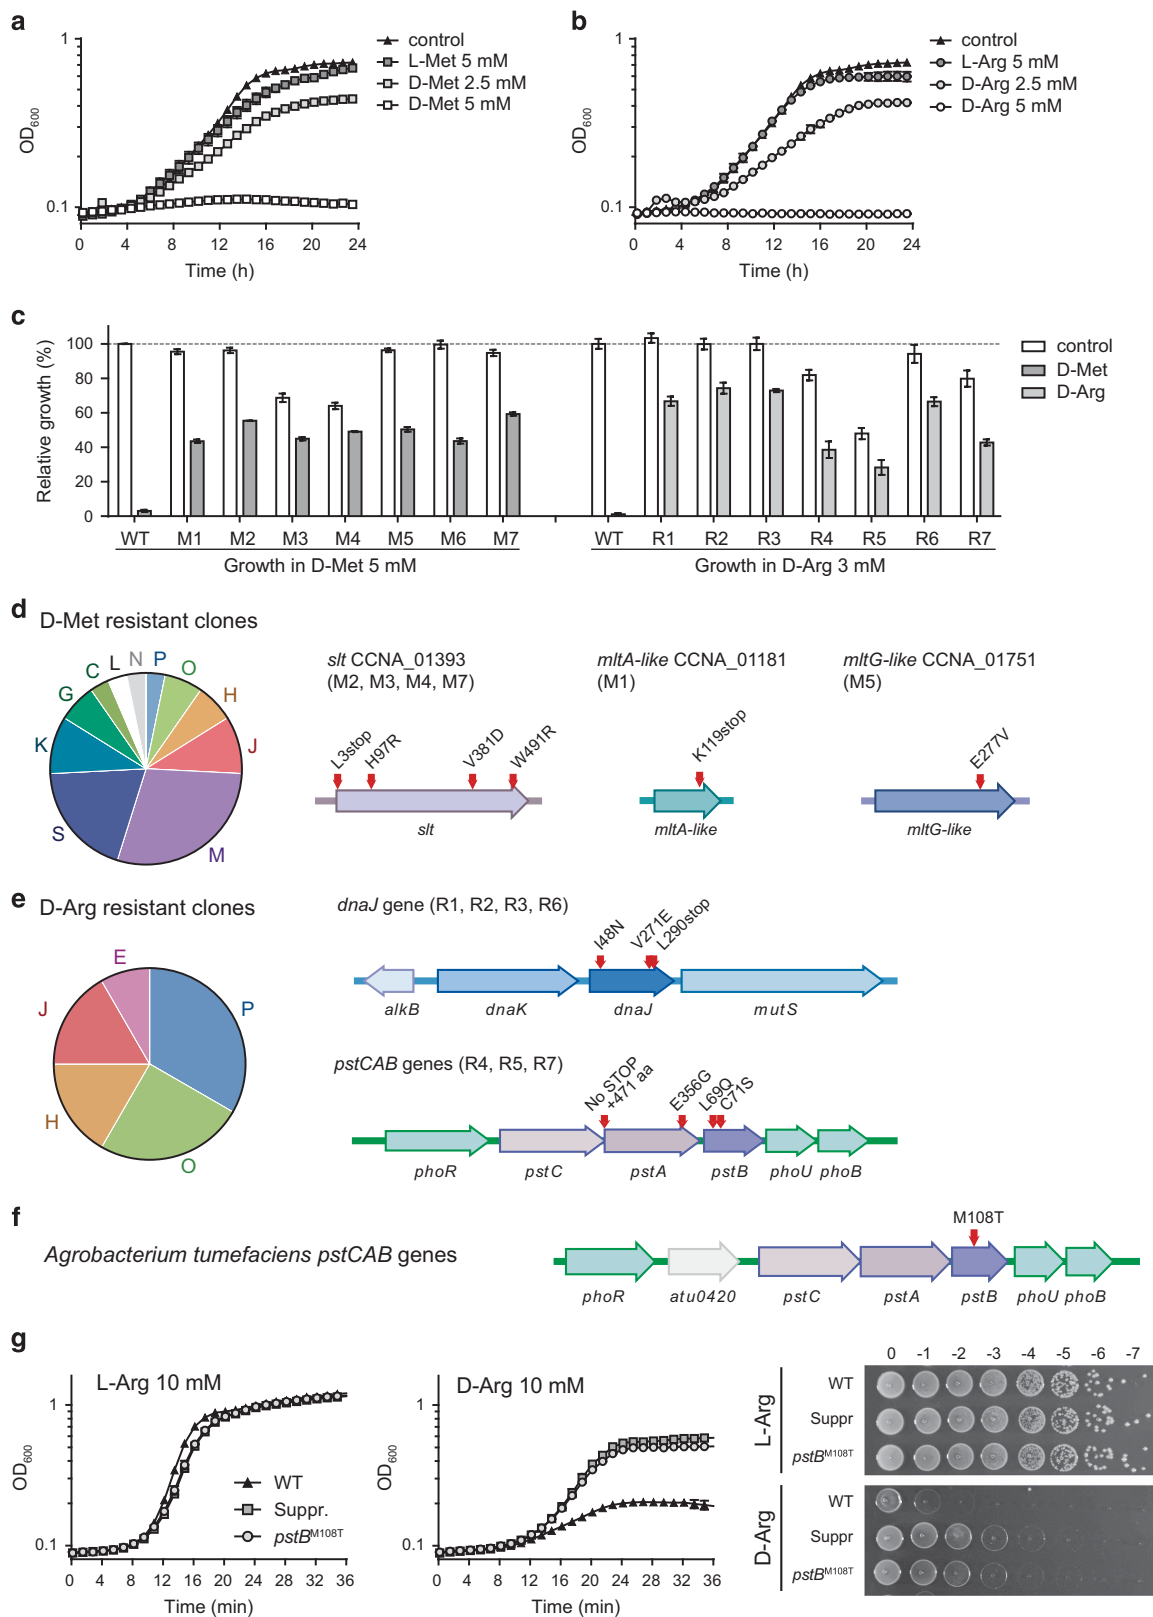 a
1
0.1
OD600
0 4 8 12 16 20 24
Time (h)
control
L-Met 5 mM
D-Met 2.5 mM
D-Met 5 mM
b
1
0.1
OD600
0 4 8 12 16 20 24
Time (h)
control
L-Arg 5 mM
D-Arg 2.5 mM
D-Arg 5 mM
c
Relative growth (%)
100
80
60
40
20
0
WT M1 M2 M3 M4 M5 M6 M7
Growth in D-Met 5 mM
WT R1 R2 R3 R4 R5 R6 R7
Growth in D-Arg 3 mM
control
D-Met
D-Arg
d
D-Met resistant clones
N P O H J M S K G C L
slt CCNA_01393
(M2, M3, M4, M7)
L3stop
H97R
V381D
W491R
slt
mltA-like CCNA_01181
(M1)
K119stop
mltA-like
mltG-like CCNA_01751
(M5)
E277V
mltG-like
e
D-Arg resistant clones
E P O H J
dnaJ gene (R1, R2, R3, R6)
I48N
V271E
L290stop
alkB dnaK dnaJ mutS
pstCAB genes (R4, R5, R7)
No STOP
+471 aa
E356G
L69Q
C71S
phoR pstC pstA pstB phoU phoB
f
Agrobacterium tumefaciens pstCAB genes
M108T
phoR atu0420 pstC pstA pstB phoU phoB
g
L-Arg 10 mM
1
0.1
OD600
0 4 8 12 16 20 24 28 32 36
Time (min)
WT
Suppr.
pstBM108T
D-Arg 10 mM
1
0.1
OD600
0 4 8 12 16 20 24 28 32 36
Time (min)
0 -1 -2 -3 -4 -5 -6 -7
L-Arg
WT
Suppr
pstBM108T
D-Arg
WT
Suppr
pstBM108T